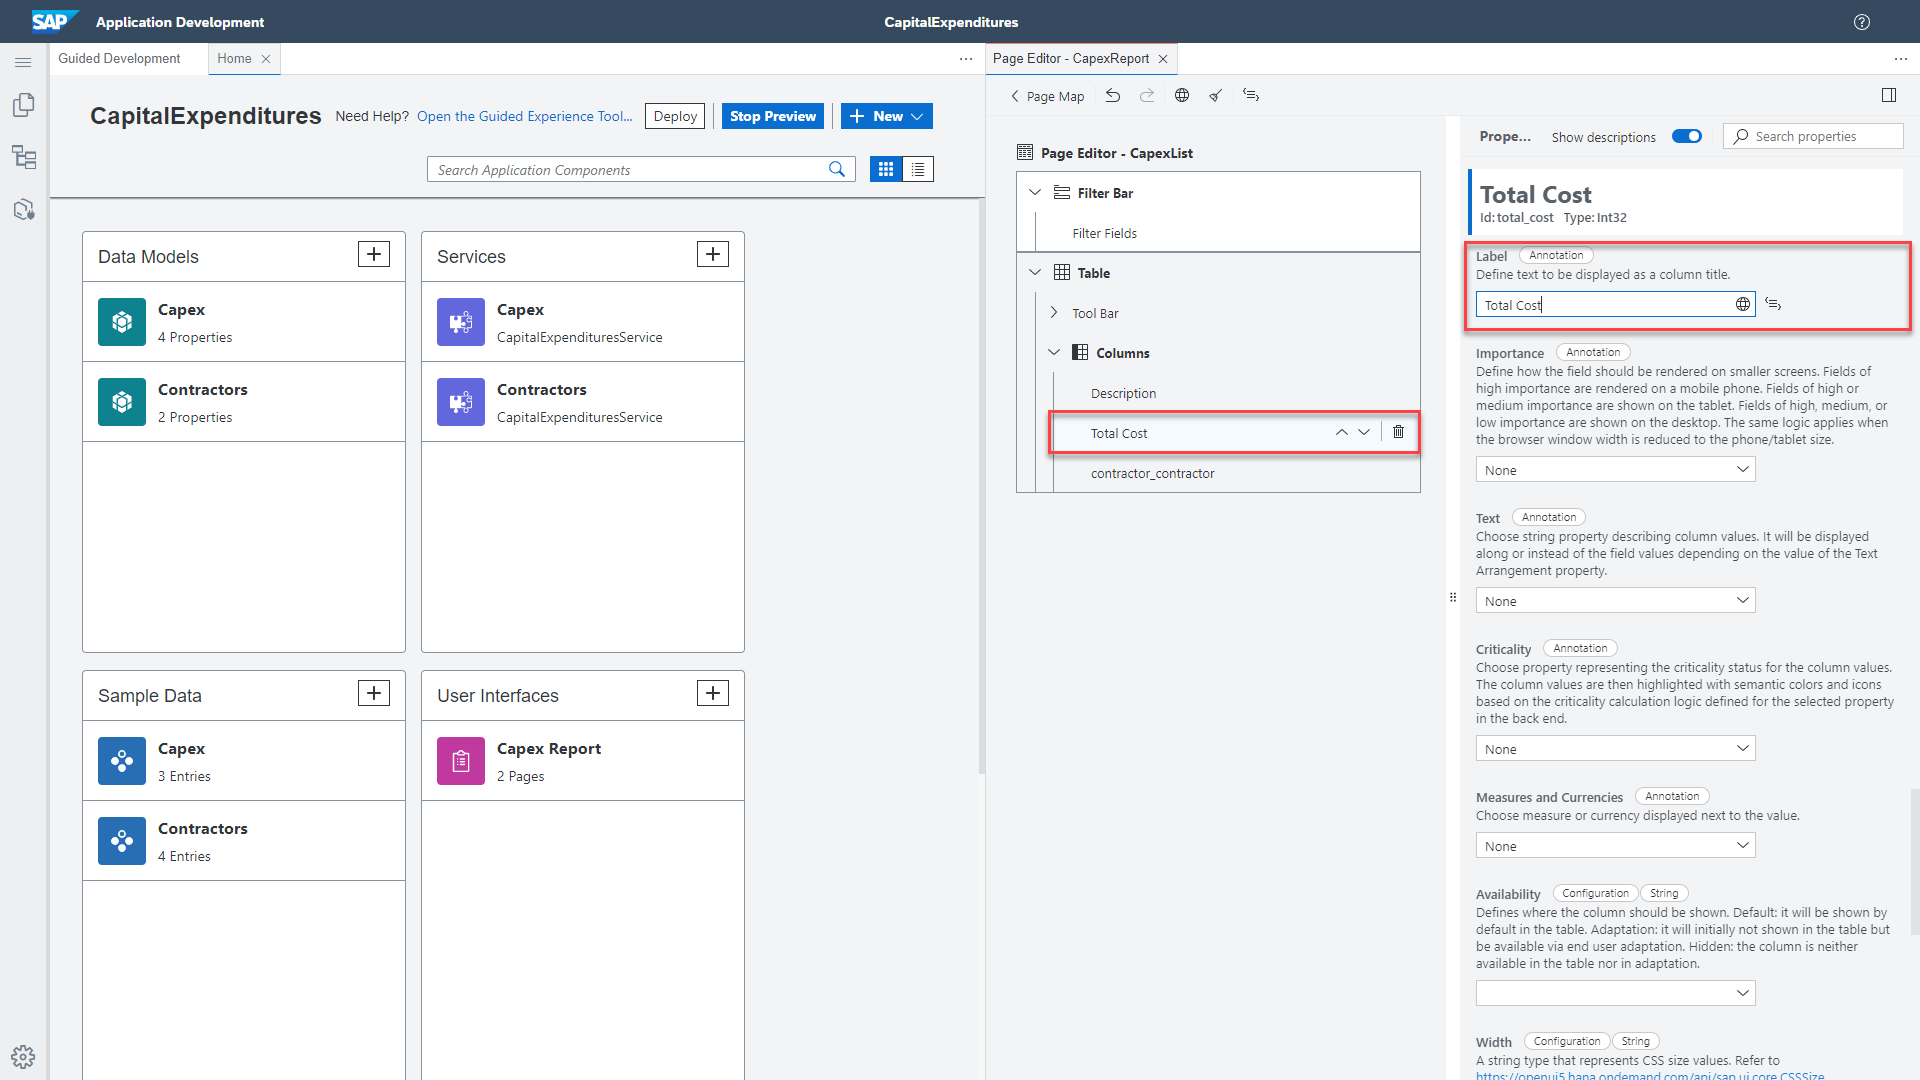 SAP Application Development
CapitalExpenditures
Guided Development
Home
Page Editor - CapexReport
CapitalExpenditures
Need Help? Open the Guided Experience Tool...
Deploy
Stop Preview
New
Search Application Components
Data Models
Capex
4 Properties
Contractors
2 Properties
Services
Capex
CapitalExpendituresService
Contractors
CapitalExpendituresService
Sample Data
Capex
3 Entries
Contractors
4 Entries
User Interfaces
Capex Report
2 Pages
Page Map
Page Editor - CapexList
Filter Bar
Filter Fields
Table
Tool Bar
Columns
Description
Total Cost
contractor_contractor
Prope...
Show descriptions
Search properties
Total Cost
Id: total_cost Type: Int32
Label Annotation
Define text to be displayed as a column title.
Total Cost
Importance Annotation
Define how the field should be rendered on smaller screens. Fields of
high importance are rendered on a mobile phone. Fields of high or
medium importance are shown on the tablet. Fields of high, medium, or
low importance are shown on the desktop. The same logic applies when
the browser window width is reduced to the phone/tablet size.
None
Text Annotation
Choose string property describing column values. It will be displayed
along or instead of the field values depending on the value of the Text
Arrangement property.
None
Criticality Annotation
Choose property representing the criticality status for the column values.
The column values are then highlighted with semantic colors and icons
based on the criticality calculation logic defined for the selected property
in the back end.
None
Measures and Currencies Annotation
Choose measure or currency displayed next to the value.
None
Availability Configuration String
Defines where the column should be shown. Default: it will be shown by
default in the table. Adaptation: it will initially not shown in the table but
be available via end user adaptation. Hidden: the column is neither
available in the table nor in adaptation.
Width Configuration String
A string type that represents CSS size values. Refer to
https://openui5.hana.ondemand.com/api/sap.ui.core.CSSSize